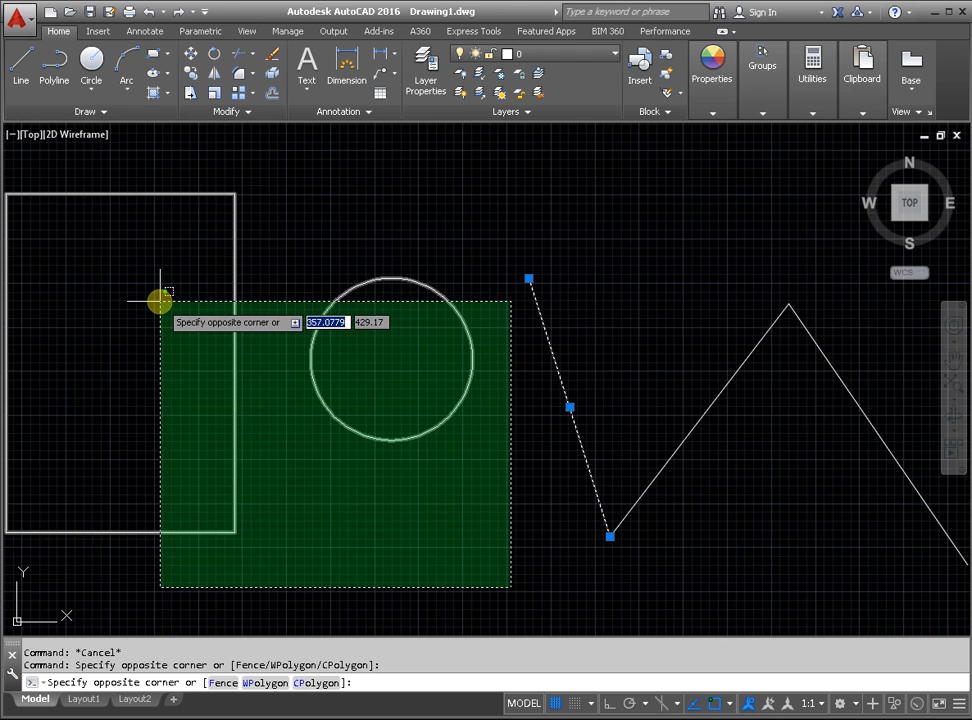 Autodesk AutoCAD 2016 Drawing1.dwg
Type a keyword or phrase
Sign In
Home Insert Annotate Parametric View Manage Output Add-ins A360 Express Tools Featured Apps BIM 360 Performance
Line Polyline Circle Arc
Text Dimension
Layer Properties
0
Insert
Properties Groups Utilities Clipboard Base
Draw Modify Annotation Layers Block View
[−][Top][2D Wireframe]
N
W TOP E
S
WCS
Specify opposite corner or 357.0779 429.17
Y
X
Command: *Cancel*
Command: Specify opposite corner or [Fence/WPolygon/CPolygon]:
Specify opposite corner or [Fence WPolygon CPolygon]:
Model Layout1 Layout2 +
MODEL 1:1